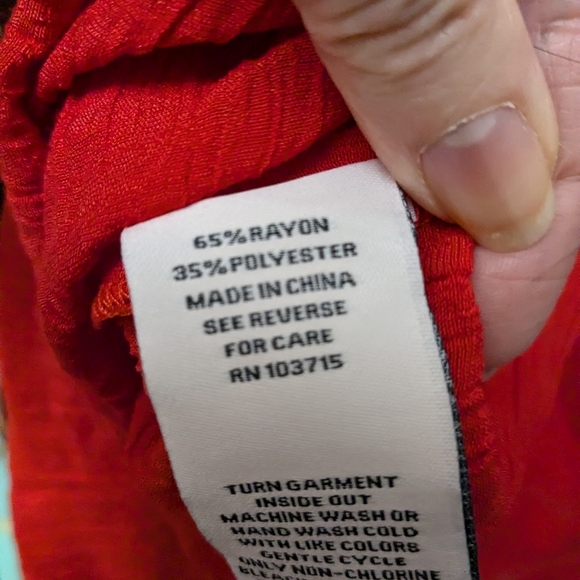 65% RAYON
35% POLYESTER
MADE IN CHINA
SEE REVERSE
FOR CARE
RN 103715
TURN GARMENT
INSIDE OUT
MACHINE WASH OR
HAND WASH COLD
WITH LIKE COLORS
GENTLE CYCLE
ONLY NON-CHLORINE